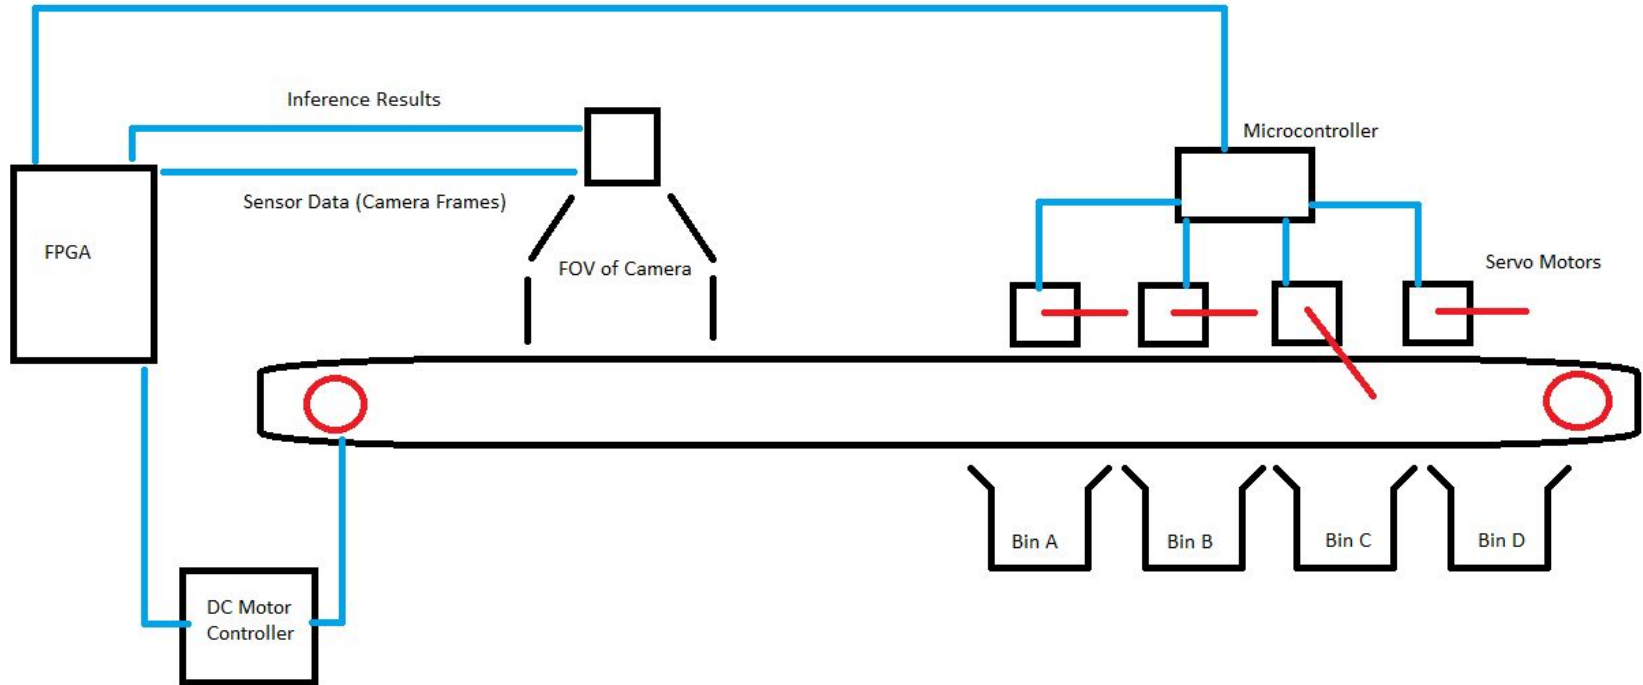 Inference Results
Microcontroller
Sensor Data (Camera Frames)
FPGA
FOV of Camera
Servo Motors
Bin A
Bin B
Bin C
Bin D
DC Motor
Controller